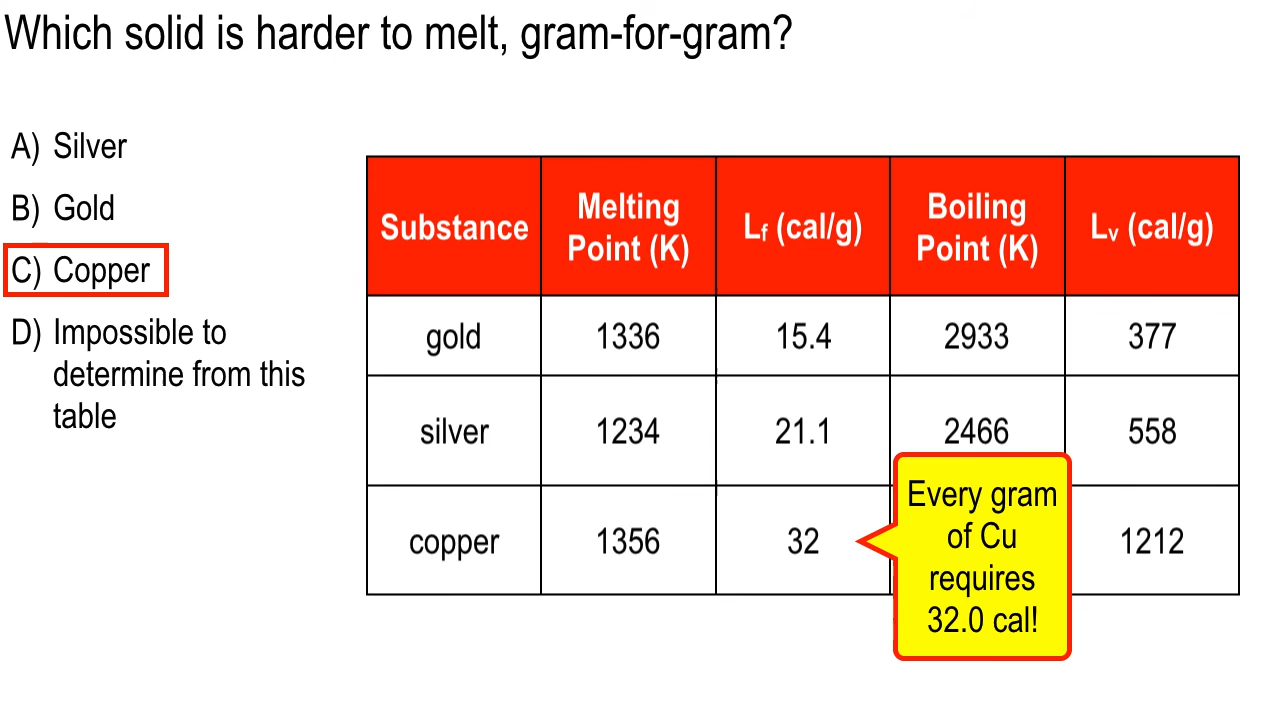 Which solid is harder to melt, gram-for-gram?
A) Silver
B) Gold
C) Copper
D) Impossible to
determine from this
table
Substance Melting Point (K) Lf (cal/g) Boiling Point (K) Lv (cal/g)
gold 1336 15.4 2933 377
silver 1234 21.1 2466 558
copper 1356 32 1212
Every gram
of Cu
requires
32.0 cal!